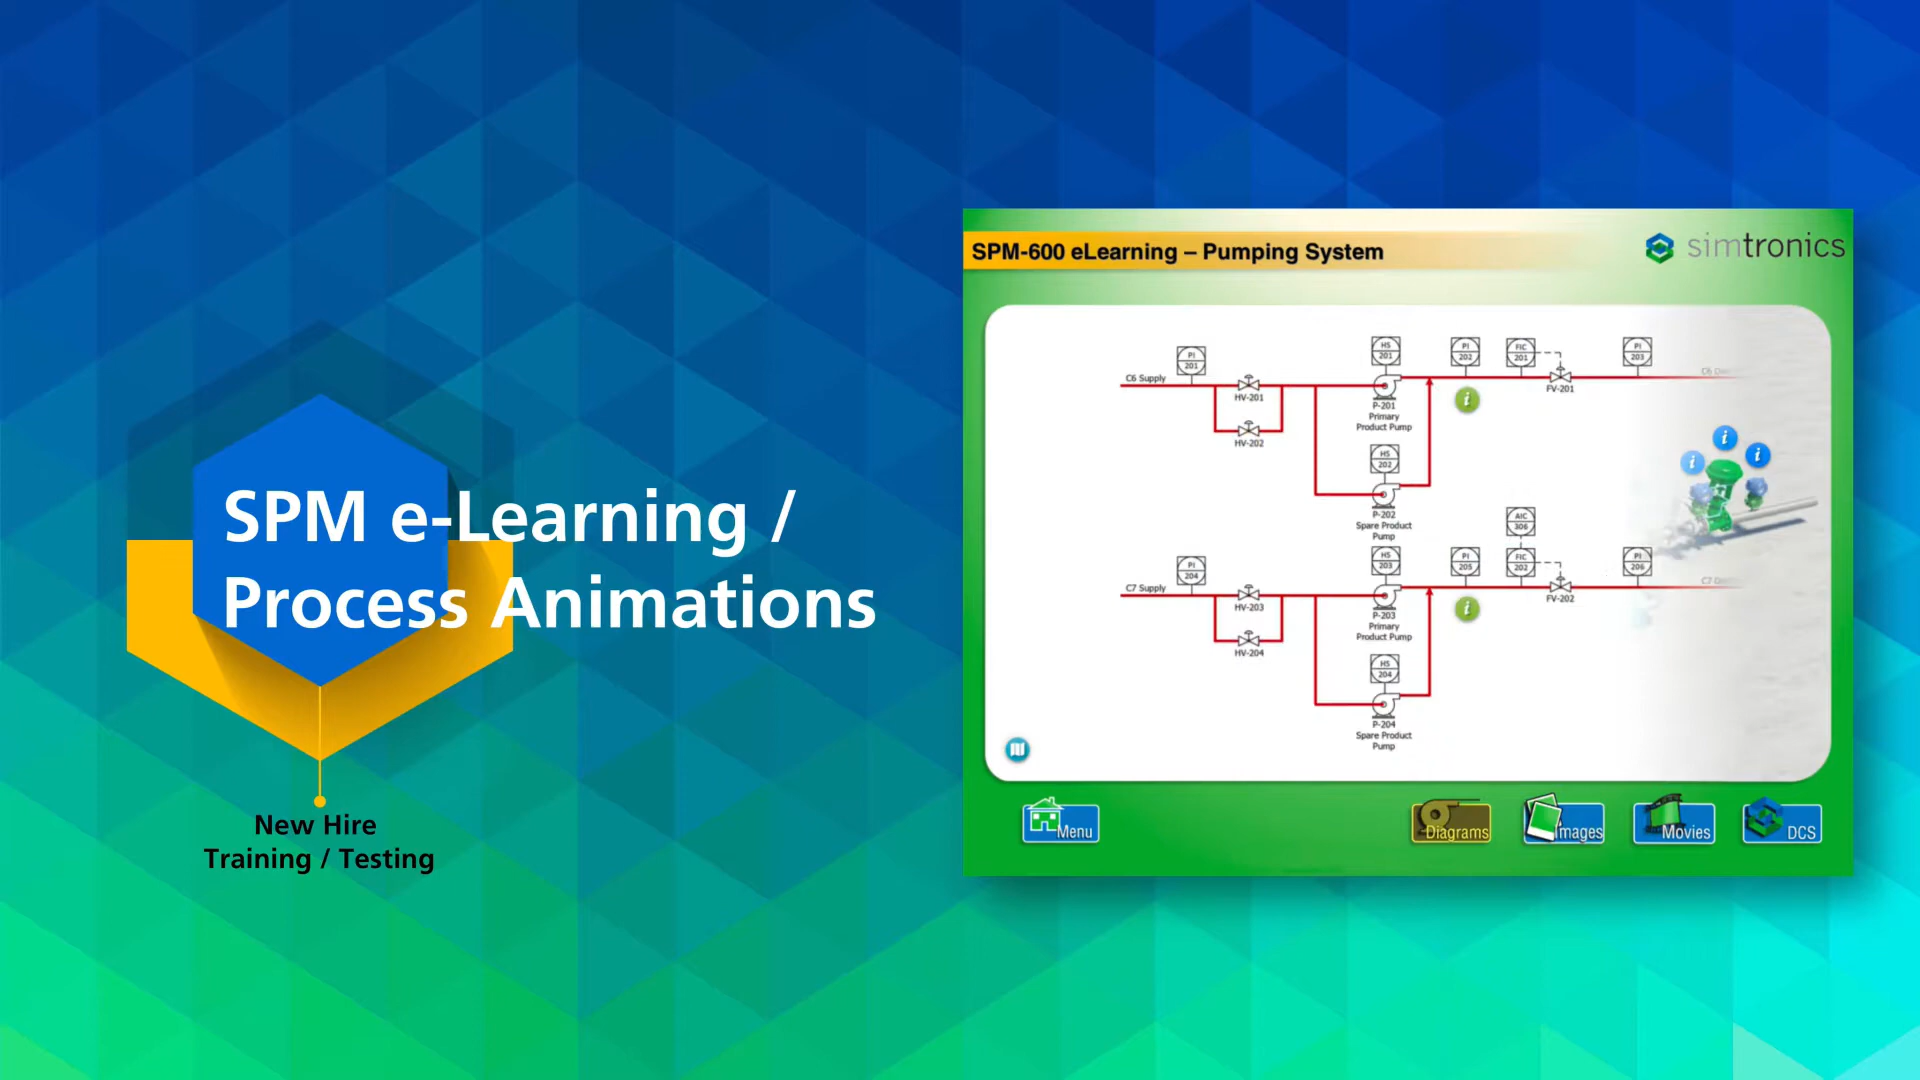 SPM e-Learning /
Process Animations
New Hire
Training / Testing
SPM-600 eLearning – Pumping System
simtronics
C6 Supply
PI
201
HV-201
HV-202
HS
201
P-201
Primary
Product Pump
HS
202
P-202
Spare Product
Pump
PI
202
i
FIC
201
FV-201
PI
203
C6
i
i
i
C7 Supply
PI
204
HV-203
HV-204
HS
203
P-203
Primary
Product Pump
HS
204
P-204
Spare Product
Pump
PI
205
i
AIC
306
FIC
202
FV-202
PI
206
C7
Menu
Diagrams
Images
Movies
DCS